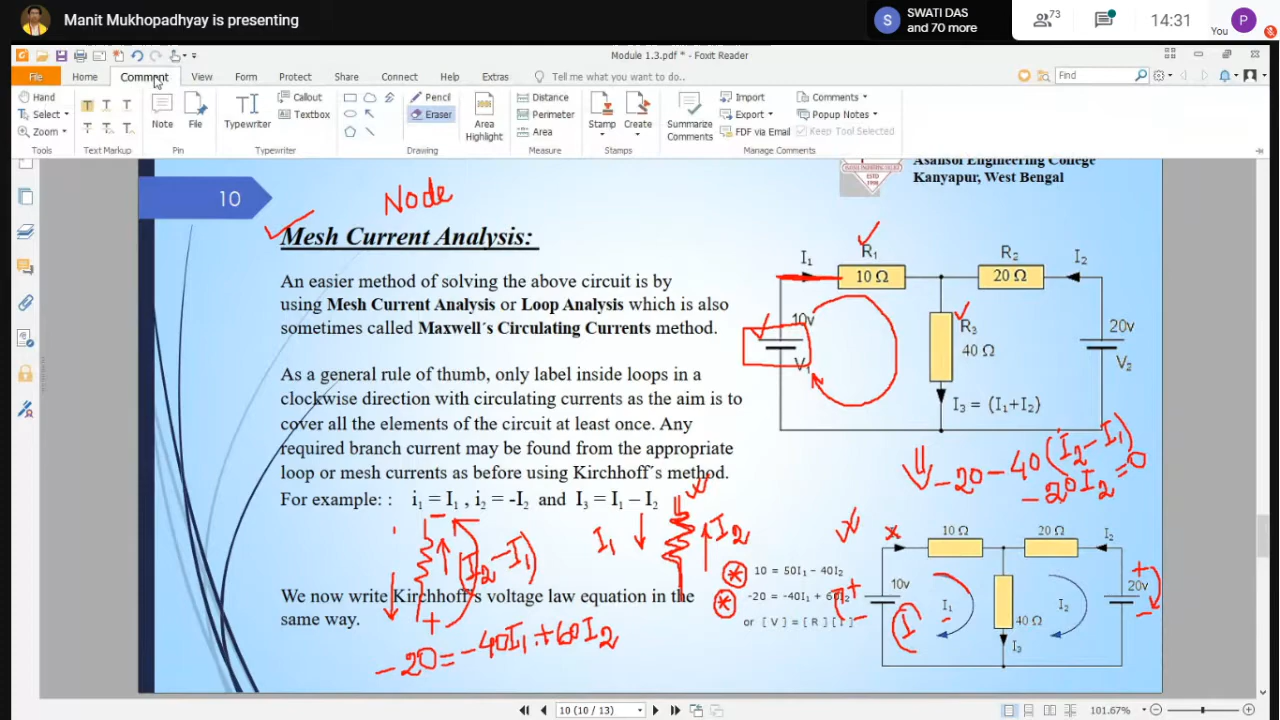 Manit Mukhopadhyay is presenting
S SWATI DAS
and 70 more
73
14:31
You
P
Module 1.3.pdf * - Foxit Reader
File Home Comment View Form Protect Share Connect Help Extras Tell me what you want to do.. Find
Hand
Select
Zoom
Tools
Text Markup
Note
File
Pin
Typewriter
Callout
Textbox
Typewriter
Pencil
Eraser
Drawing
Area
Highlight
Distance
Perimeter
Area
Measure
Stamp
Create
Stamps
Summarize
Comments
Import
Export
FDF via Email
Comments
Popup Notes
Keep Tool Selected
Manage Comments
10
Node
Asansol Engineering College
Kanyapur, West Bengal
ESTD
1998
Mesh Current Analysis:
An easier method of solving the above circuit is by
using Mesh Current Analysis or Loop Analysis which is also
sometimes called Maxwell´s Circulating Currents method.
As a general rule of thumb, only label inside loops in a
clockwise direction with circulating currents as the aim is to
cover all the elements of the circuit at least once. Any
required branch current may be found from the appropriate
loop or mesh currents as before using Kirchhoff´s method.
For example: : i₁ = I₁ , i₂ = -I₂ and I₃ = I₁ − I₂
We now write Kirchhoff's voltage law equation in the
same way.
I₁ R₁ R₂ I₂
10 Ω 20 Ω
10v
V₁
R₃
40 Ω
20v
V₂
I₃ = (I₁+I₂)
-20-40(I₂-I₁)
-20I₂=0
(I₂-I₁)
I₁
I₂
-20=-40I₁+60I₂
10 = 50I₁ − 40I₂
-20 = -40I₁ + 60I₂
or [ V ] = [ R ] [ I ]
10 Ω 20 Ω I₂
10v I₁ I₂ 20v
40 Ω
I₃
10 (10 / 13)
101.67%